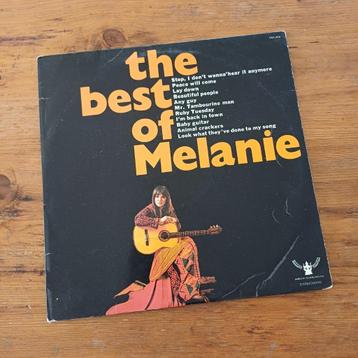 the
best
of
Melanie
Stop, I don't wanna' hear it anymore
Peace will come
Lay down
Beautiful people
Any guy
Mr. Tambourine man
Ruby Tuesday
I'm back in town
Baby guitar
Animal crackers
Look what they've done to my song